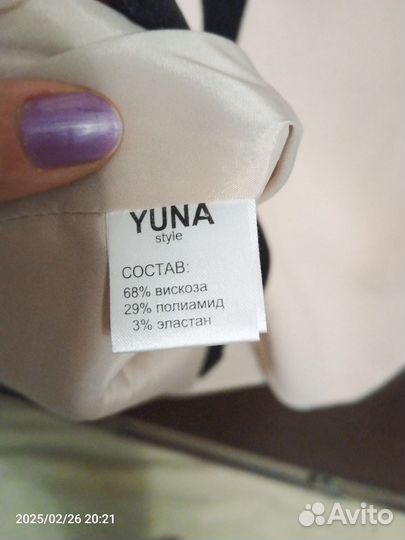 YUNA
style
СОСТАВ:
68% вискоза
29% полиамид
3% эластан
2025/02/26 20:21
Avito